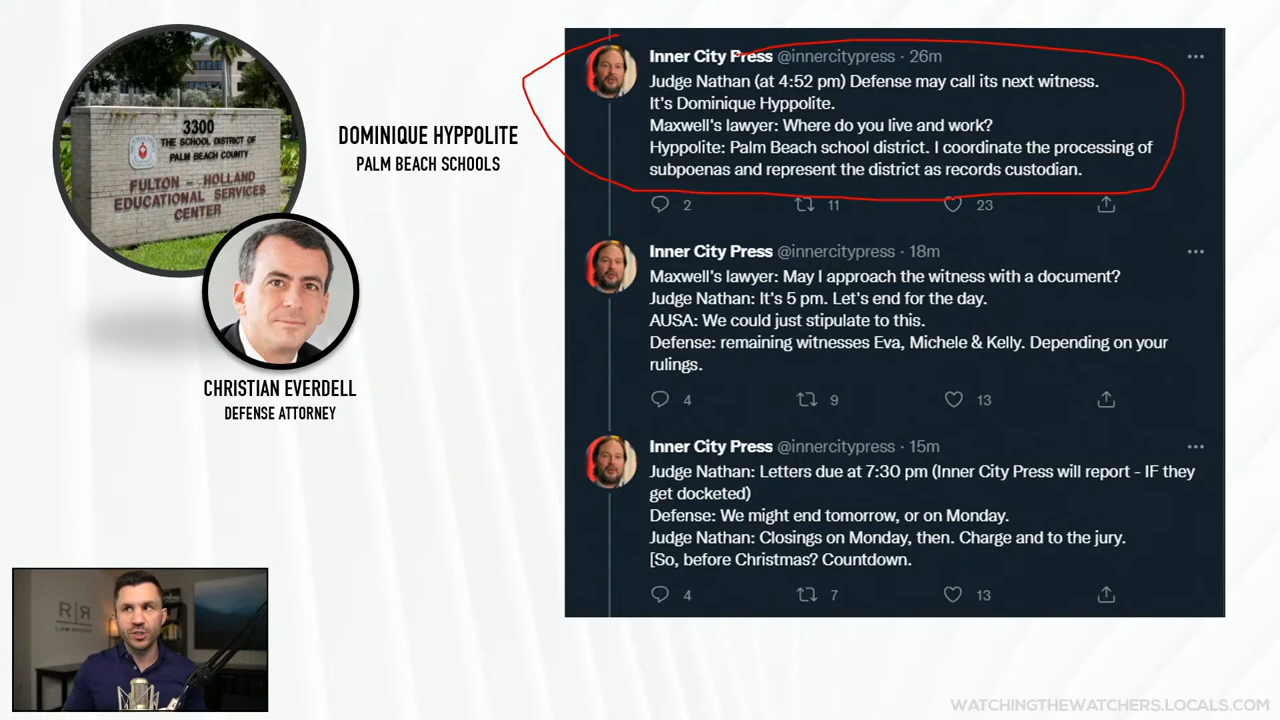 3300
THE SCHOOL DISTRICT OF
PALM BEACH COUNTY
FULTON - HOLLAND
EDUCATIONAL SERVICES
CENTER
DOMINIQUE HYPPOLITE
PALM BEACH SCHOOLS
CHRISTIAN EVERDELL
DEFENSE ATTORNEY
Inner City Press @innercitypress · 26m
Judge Nathan (at 4:52 pm) Defense may call its next witness.
It's Dominique Hyppolite.
Maxwell's lawyer: Where do you live and work?
Hyppolite: Palm Beach school district. I coordinate the processing of
subpoenas and represent the district as records custodian.
2 11 23
Inner City Press @innercitypress · 18m
Maxwell's lawyer: May I approach the witness with a document?
Judge Nathan: It's 5 pm. Let's end for the day.
AUSA: We could just stipulate to this.
Defense: remaining witnesses Eva, Michele & Kelly. Depending on your
rulings.
4 9 13
Inner City Press @innercitypress · 15m
Judge Nathan: Letters due at 7:30 pm (Inner City Press will report - IF they
get docketed)
Defense: We might end tomorrow, or on Monday.
Judge Nathan: Closings on Monday, then. Charge and to the jury.
[So, before Christmas? Countdown.
4 7 13
R|R
LAW GROUP
WATCHINGTHEWATCHERS.LOCALS.COM